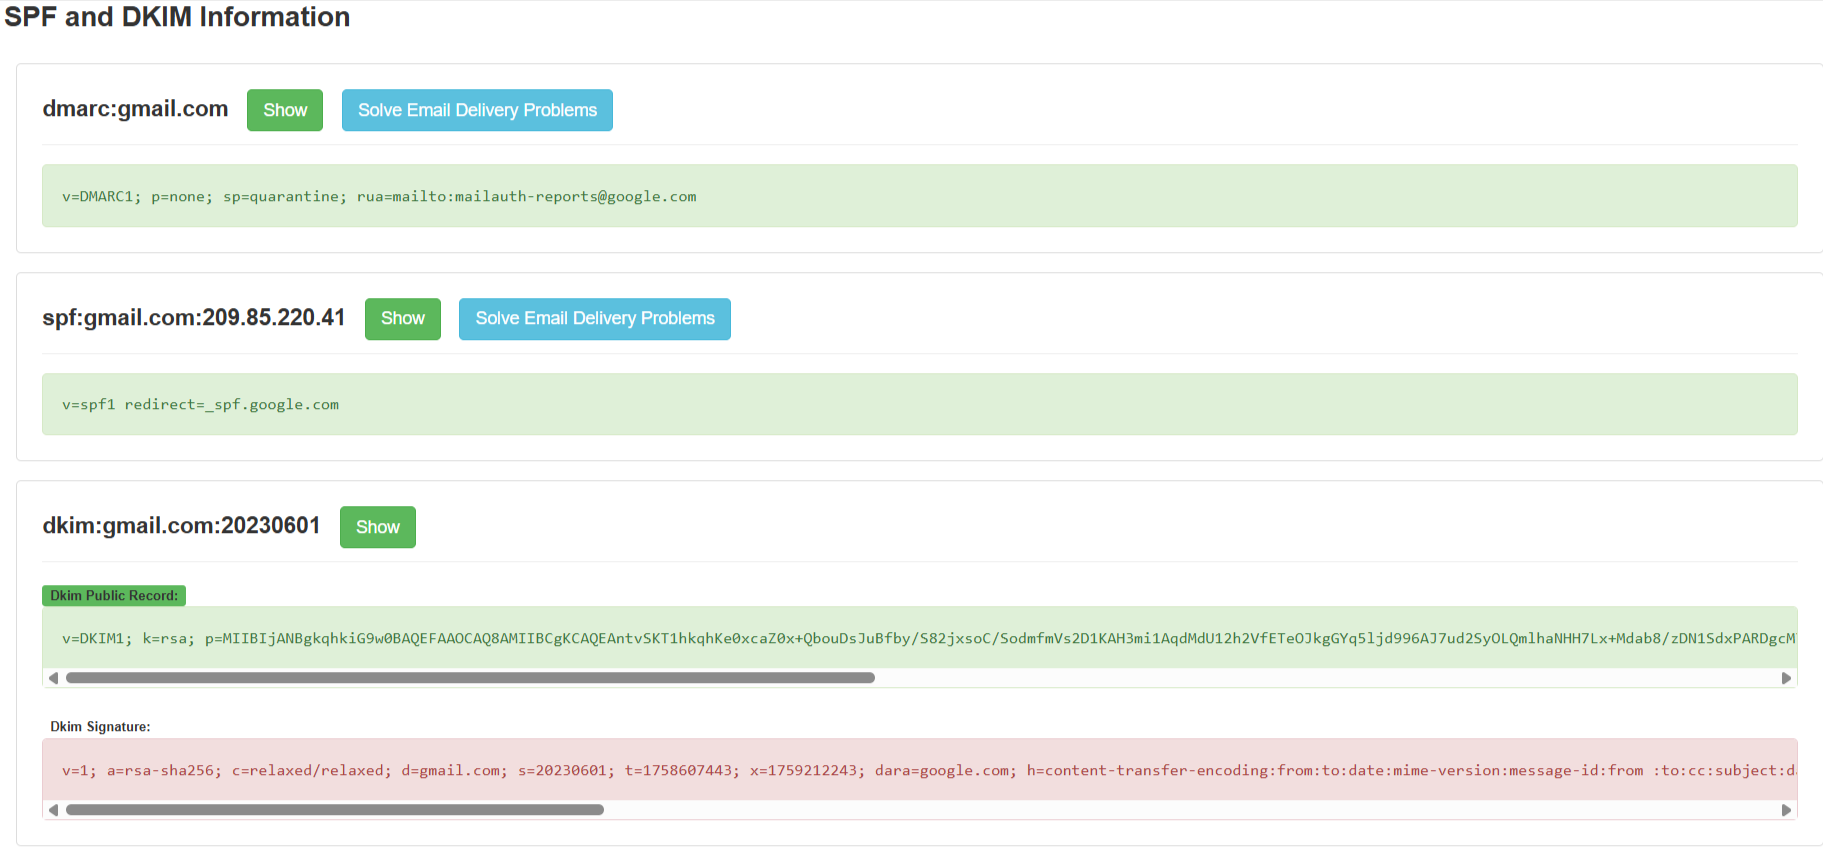 SPF and DKIM Information
dmarc:gmail.com Show Solve Email Delivery Problems
v=DMARC1; p=none; sp=quarantine; rua=mailto:mailauth-reports@google.com
spf:gmail.com:209.85.220.41 Show Solve Email Delivery Problems
v=spf1 redirect=_spf.google.com
dkim:gmail.com:20230601 Show
Dkim Public Record:
v=DKIM1; k=rsa; p=MIIBIjANBgkqhkiG9w0BAQEFAAOCAQ8AMIIBCgKCAQEAntvSKT1hkqhKe0xcaZ0x+QbouDsJuBfby/S82jxsoC/SodmfmVs2D1KAH3mi1AqdMdU12h2VfETeOJkgGYq5ljd996AJ7ud2SyOLQmlhaNHH7Lx+Mdab8/zDN1SdxPARDgcM
Dkim Signature:
v=1; a=rsa-sha256; c=relaxed/relaxed; d=gmail.com; s=20230601; t=1758607443; x=1759212243; dara=google.com; h=content-transfer-encoding:from:to:date:mime-version:message-id:from :to:cc:subject:d